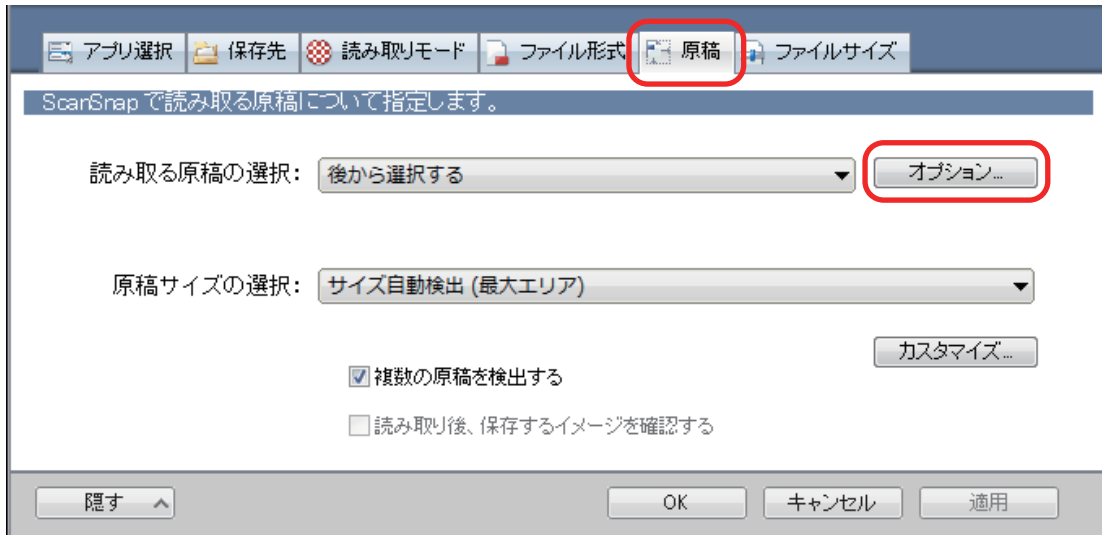 アプリ選択 保存先 読み取りモード ファイル形式 原稿 ファイルサイズ
ScanSnap で読み取る原稿について指定します。
読み取る原稿の選択: 後から選択する オプション...
原稿サイズの選択: サイズ自動検出 (最大エリア)
カスタマイズ...
複数の原稿を検出する
読み取り後、保存するイメージを確認する
隠す OK キャンセル 適用